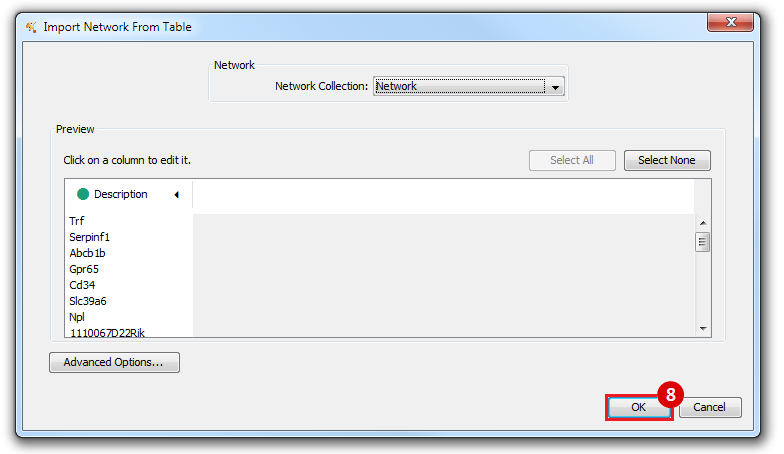 Import Network From Table
Network
Network Collection: Network
Preview
Click on a column to edit it.
Select All
Select None
Description
Trf
Serpinf1
Abcb1b
Gpr65
Cd34
Slc39a6
Npl
1110067D22Rik
Advanced Options...
8
OK
Cancel